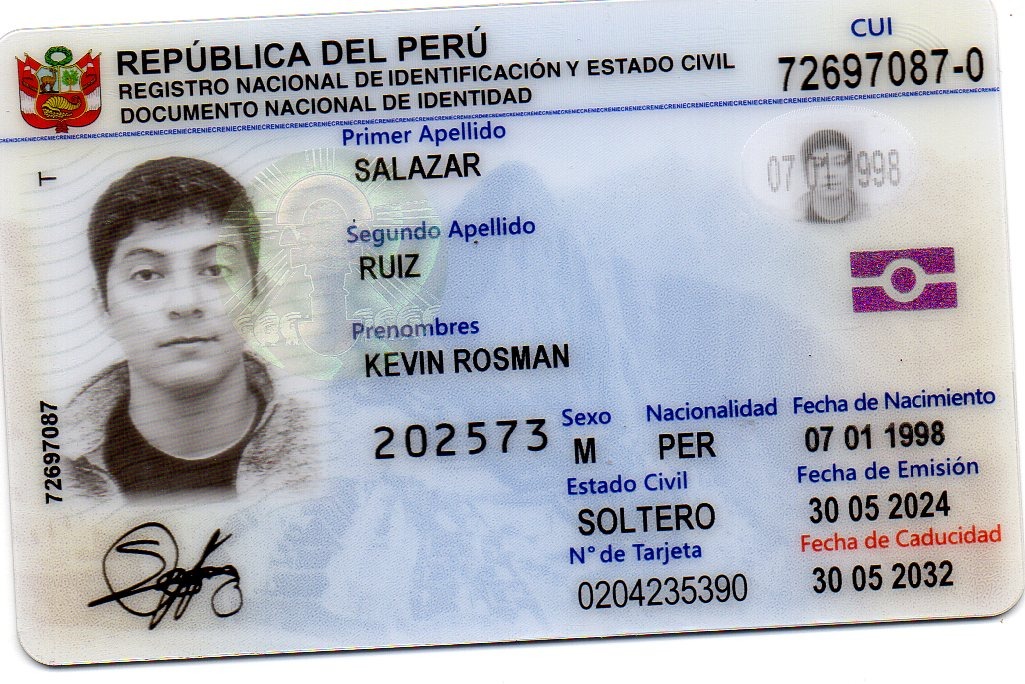 REPÚBLICA DEL PERÚ
REGISTRO NACIONAL DE IDENTIFICACIÓN Y ESTADO CIVIL
DOCUMENTO NACIONAL DE IDENTIDAD
CUI
72697087-0
Primer Apellido
SALAZAR
Segundo Apellido
RUIZ
Prenombres
KEVIN ROSMAN
T
72697087
202573
Sexo
M
Nacionalidad
PER
Fecha de Nacimiento
07 01 1998
Estado Civil
SOLTERO
Fecha de Emisión
30 05 2024
N° de Tarjeta
0204235390
Fecha de Caducidad
30 05 2032